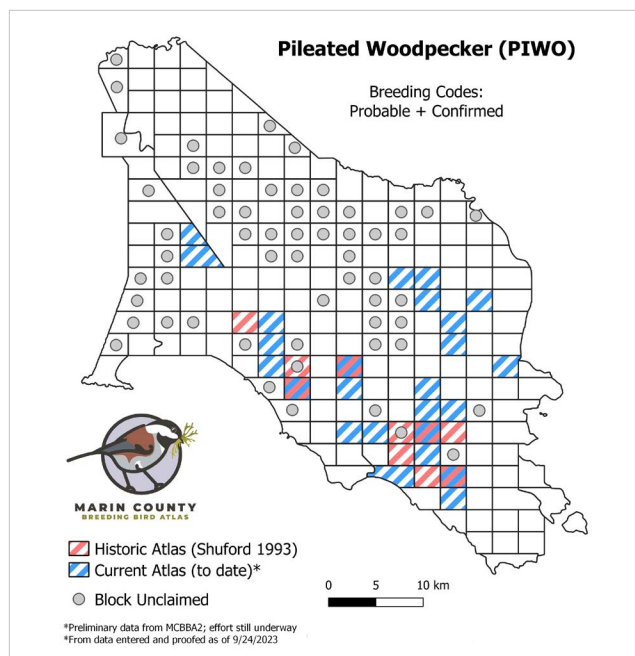 Pileated Woodpecker (PIWO)
Breeding Codes:
Probable + Confirmed
MARIN COUNTY
BREEDING BIRD ATLAS
Historic Atlas (Shuford 1993)
Current Atlas (to date)*
Block Unclaimed
0 5 10 km
*Preliminary data from MCBBA2; effort still underway
*From data entered and proofed as of 9/24/2023